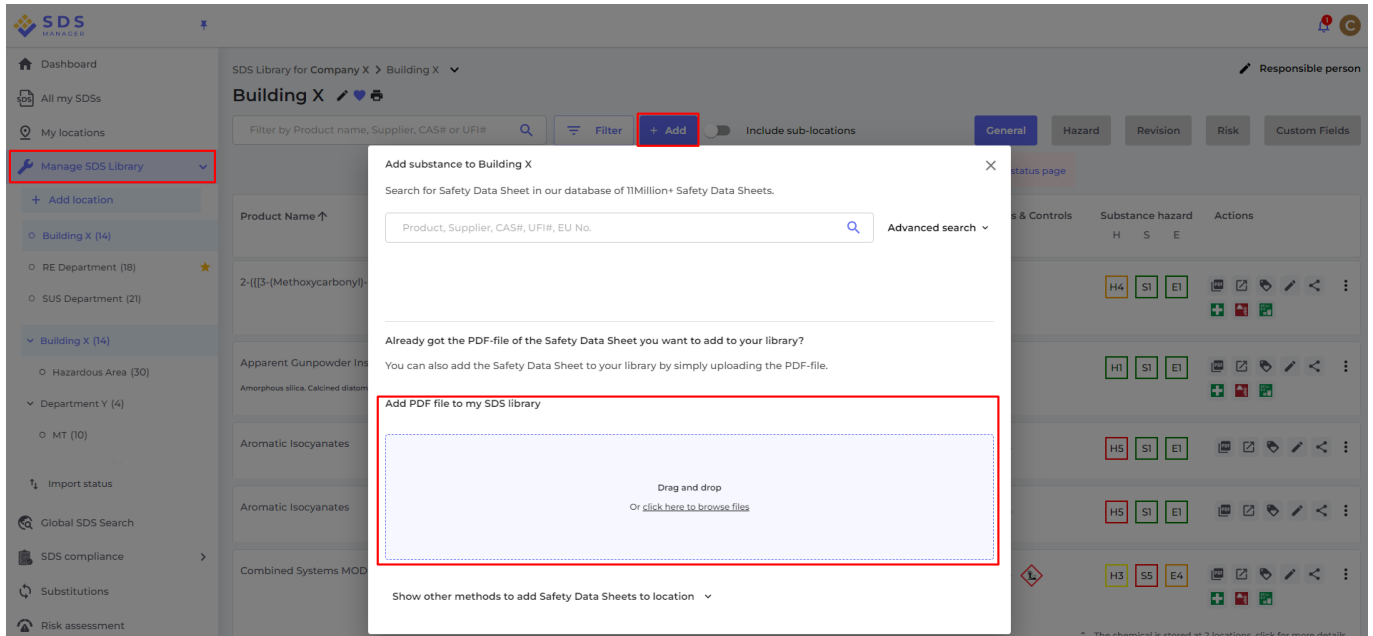 SDS
MANAGER
1
C
Dashboard
All my SDSs
My locations
Manage SDS Library
+ Add location
Building X (14)
RE Department (18)
SUS Department (21)
Building X (14)
Hazardous Area (30)
Department Y (4)
MT (10)
Import status
Global SDS Search
SDS compliance
Substitutions
Risk assessment
SDS Library for Company X > Building X
Responsible person
Building X
Filter by Product name, Supplier, CAS# or UFI#
Filter
+ Add
Include sub-locations
General
Hazard
Revision
Risk
Custom Fields
status page
Product Name
s & Controls
Substance hazard
Actions
H S E
2-({[3-(Methoxycarbonyl)-
H4 S1 E1
Apparent Gunpowder Ins
Amorphous silica. Calcined diatom
H1 S1 E1
Aromatic Isocyanates
H5 S1 E1
Aromatic Isocyanates
H5 S1 E1
Combined Systems MOD
H3 S5 E4
* The chemical is stored at 2 locations, click for more details
Add substance to Building X
Search for Safety Data Sheet in our database of 11Million+ Safety Data Sheets.
Product, Supplier, CAS#, UFI#, EU No.
Advanced search
Already got the PDF-file of the Safety Data Sheet you want to add to your library?
You can also add the Safety Data Sheet to your library by simply uploading the PDF-file.
Add PDF file to my SDS library
Drag and drop
Or click here to browse files
Show other methods to add Safety Data Sheets to location